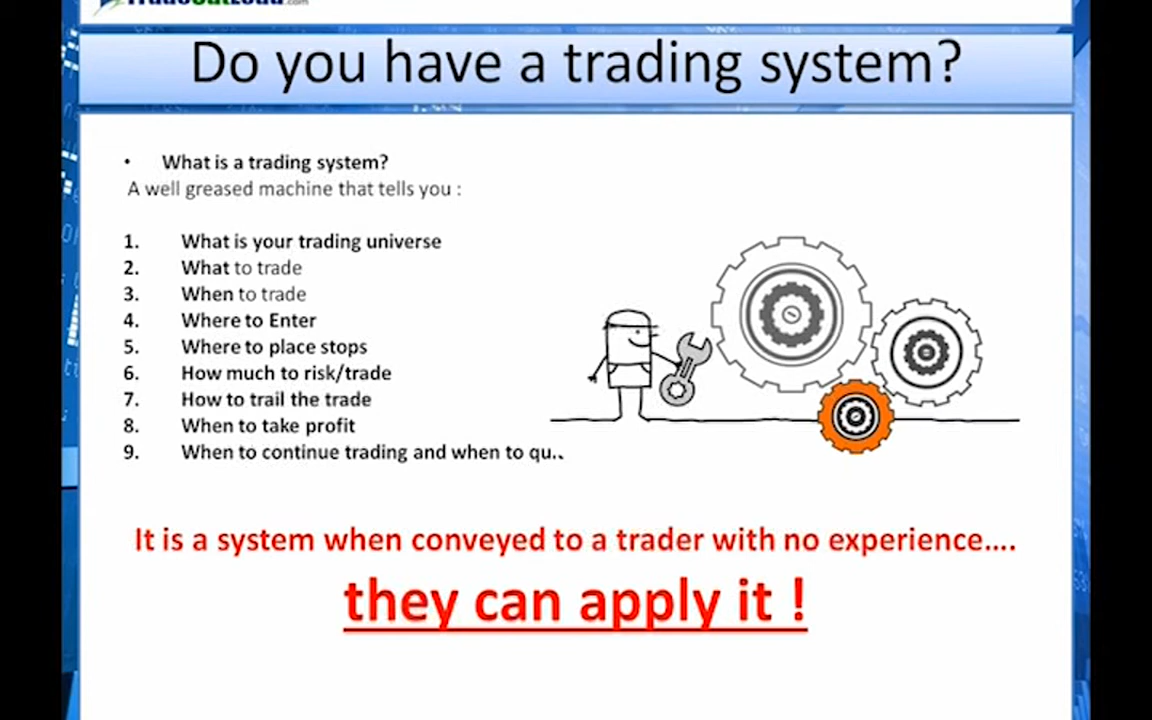 Do you have a trading system?
• What is a trading system?
A well greased machine that tells you :
1. What is your trading universe
2. What to trade
3. When to trade
4. Where to Enter
5. Where to place stops
6. How much to risk/trade
7. How to trail the trade
8. When to take profit
9. When to continue trading and when to qu..
It is a system when conveyed to a trader with no experience....
they can apply it !